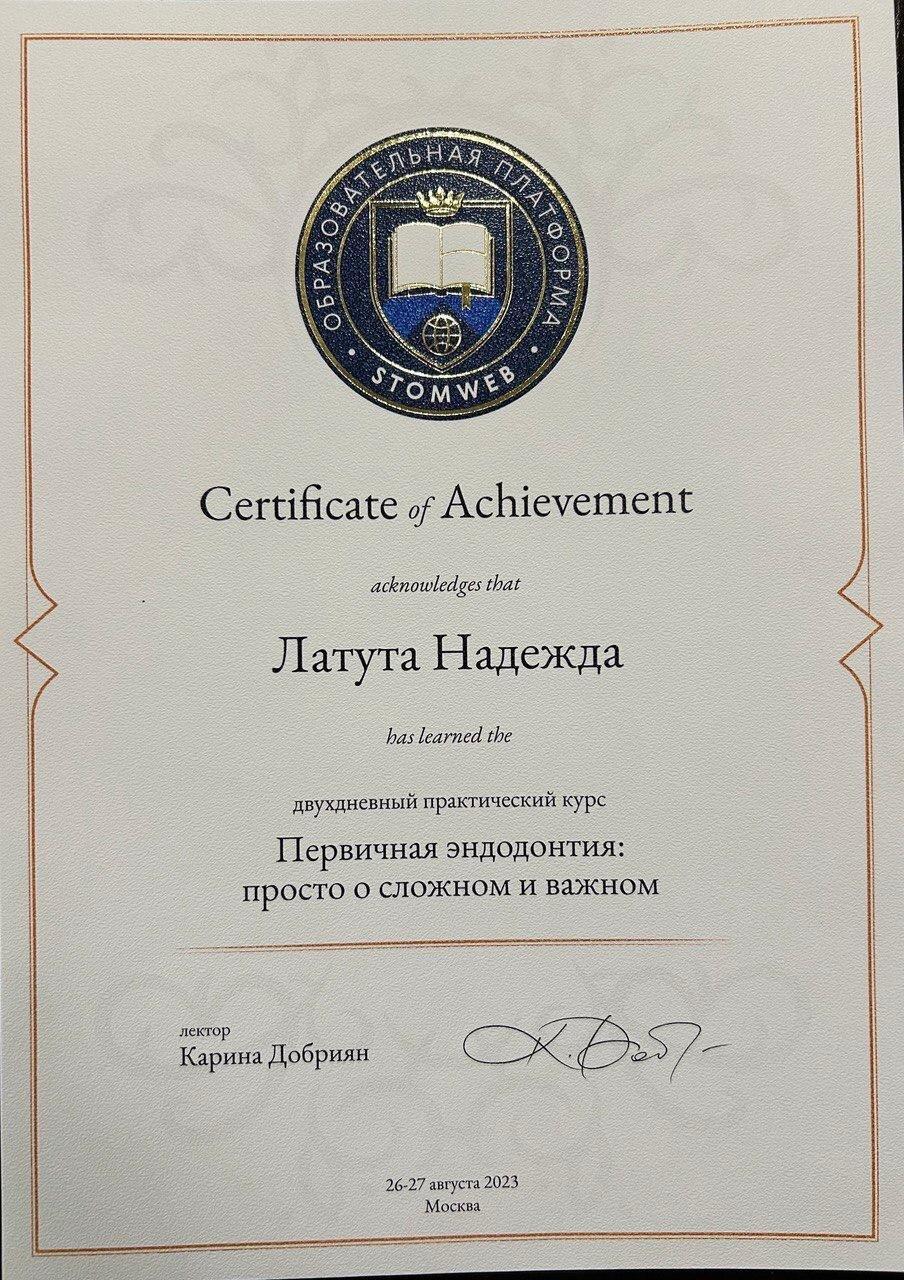 ОБРАЗОВАТЕЛЬНАЯ ПЛАТФОРМА
STOMWEB
Certificate of Achievement
acknowledges that
Латута Надежда
has learned the
двухдневный практический курс
Первичная эндодонтия:
просто о сложном и важном
лектор
Карина Добриян
26-27 августа 2023
Москва